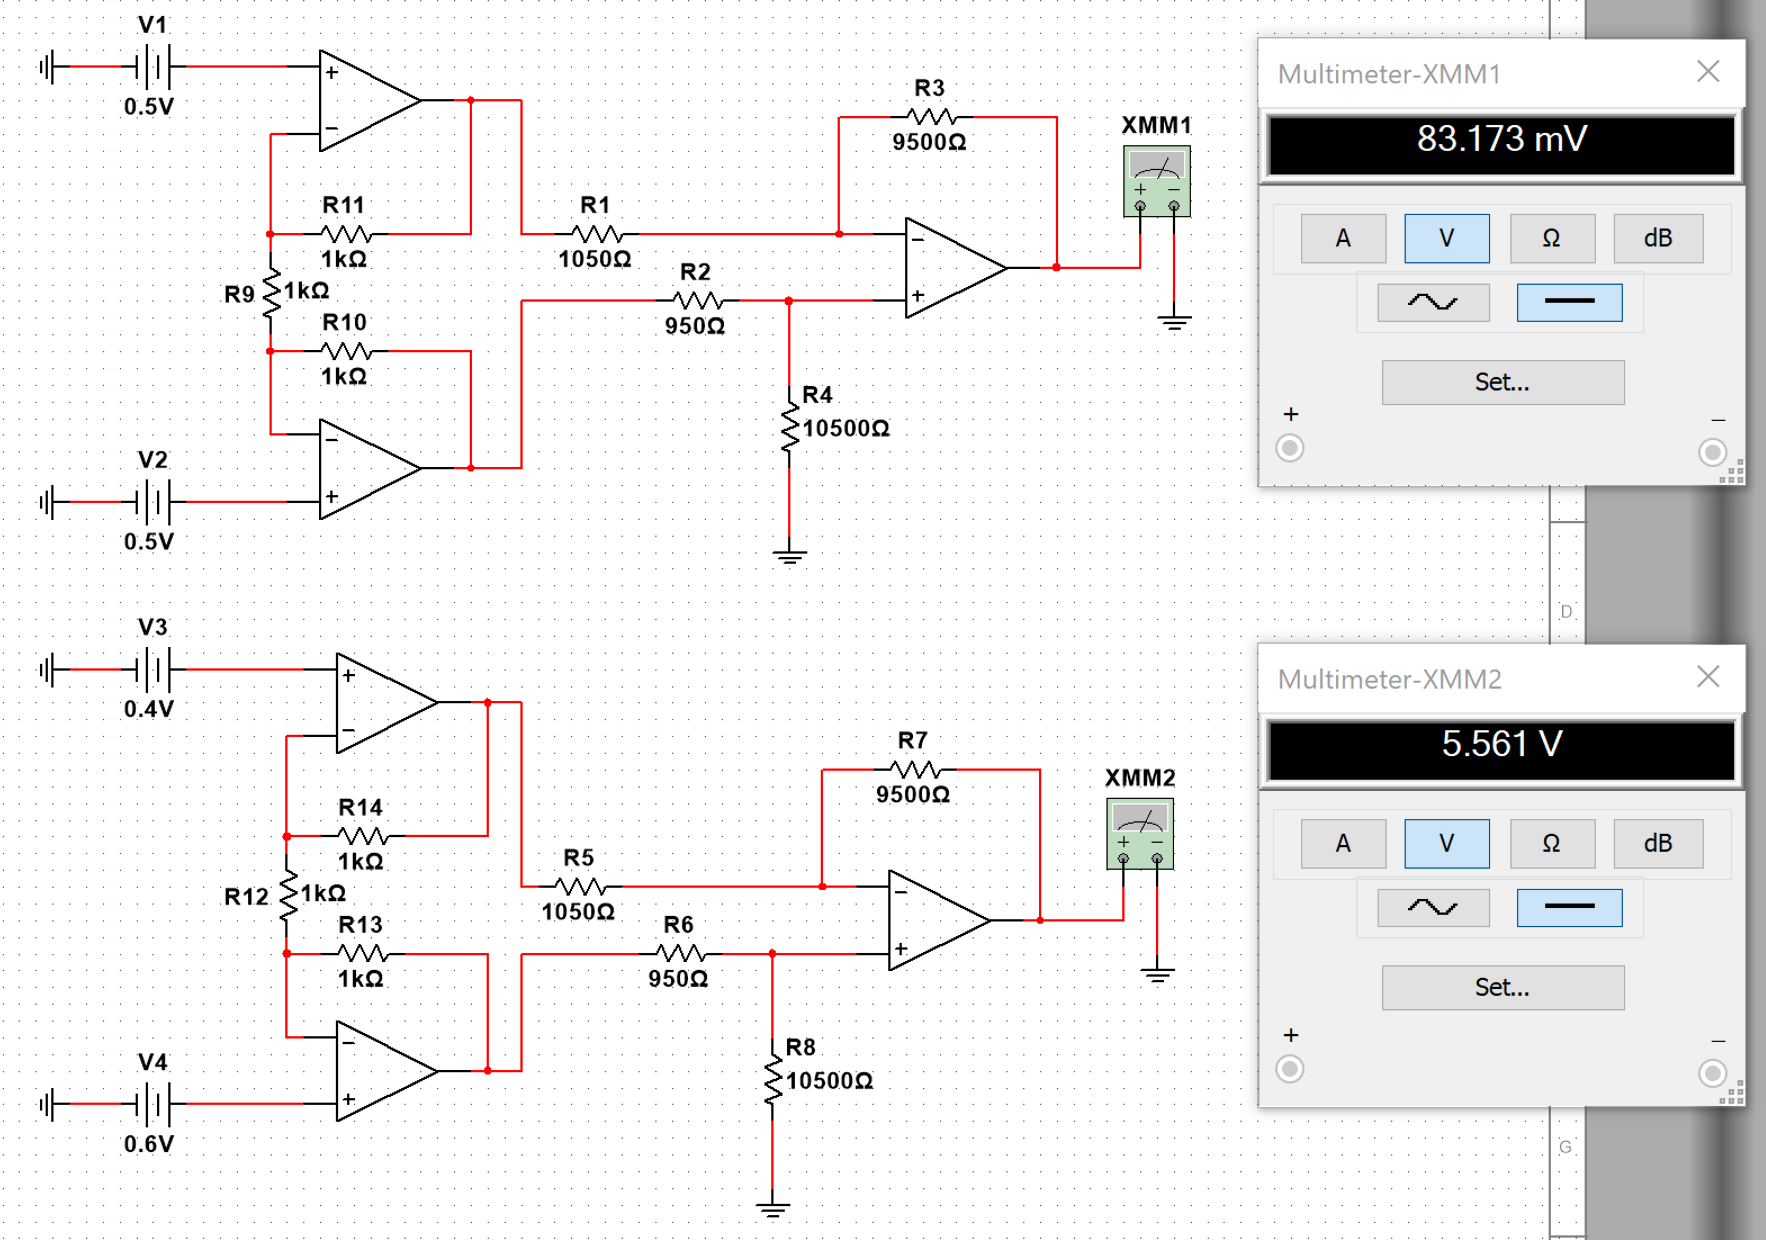 V1
0.5V
+
−
R3
9500Ω
XMM1
+ −
R11
1kΩ
R1
1050Ω
−
+
R9 1kΩ
R2
950Ω
R10
1kΩ
R4
10500Ω
−
+
V2
0.5V
Multimeter-XMM1
83.173 mV
A V Ω dB
Set...
+ −
D
V3
0.4V
+
−
R7
9500Ω
XMM2
+ −
R14
1kΩ
R5
1050Ω
−
+
R12 1kΩ
R6
950Ω
R13
1kΩ
R8
10500Ω
−
+
V4
0.6V
Multimeter-XMM2
5.561 V
A V Ω dB
Set...
+ −
G